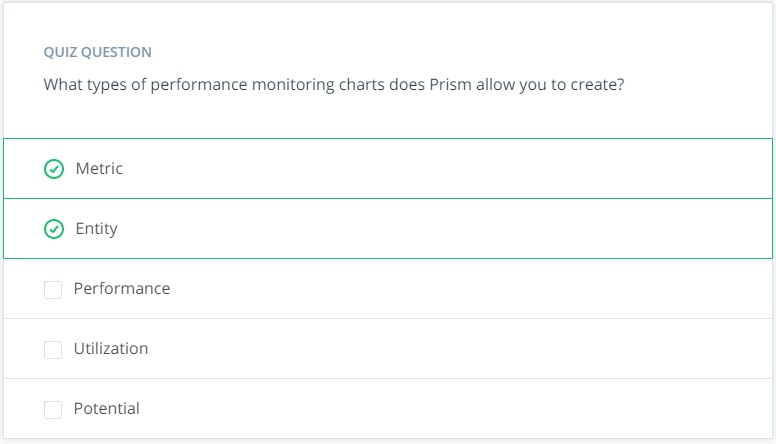 QUIZ QUESTION
What types of performance monitoring charts does Prism allow you to create?
Metric
Entity
Performance
Utilization
Potential